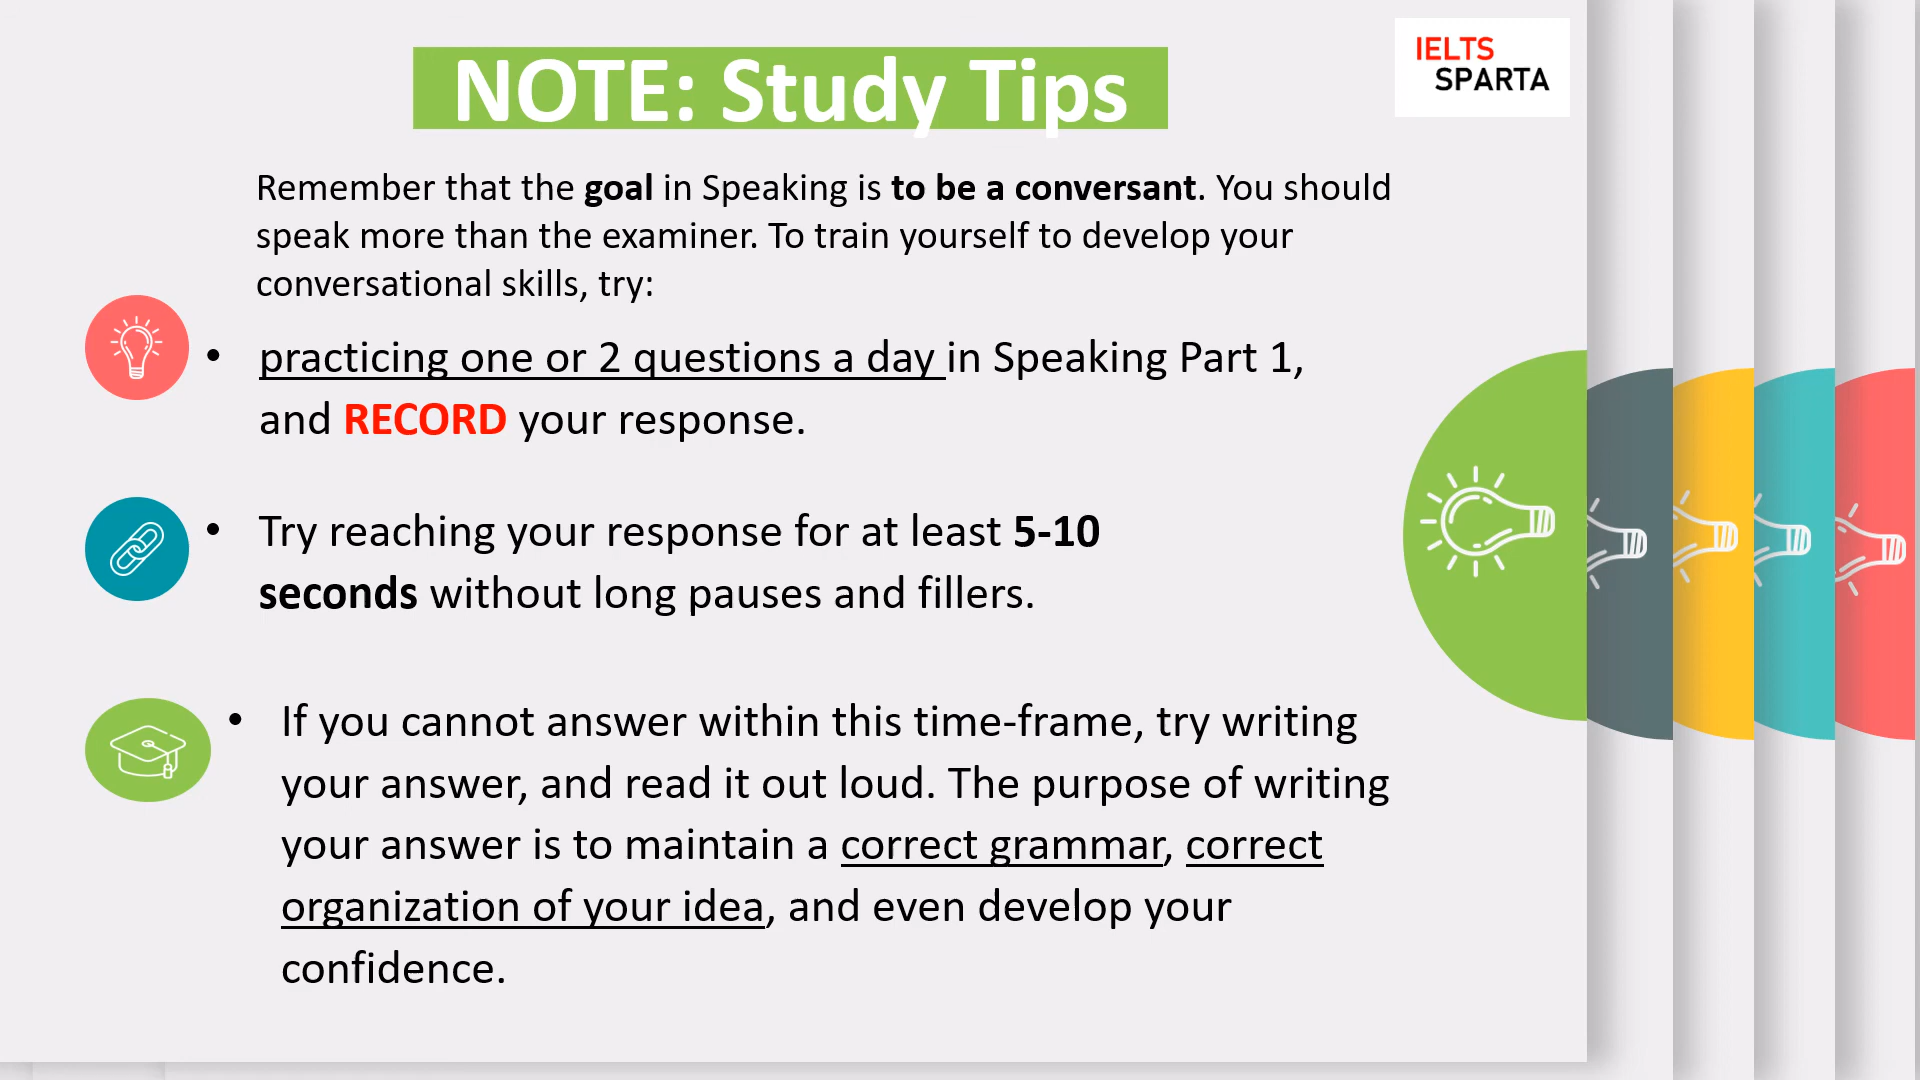 NOTE: Study Tips
IELTS
SPARTA
Remember that the goal in Speaking is to be a conversant. You should
speak more than the examiner. To train yourself to develop your
conversational skills, try:
• practicing one or 2 questions a day in Speaking Part 1,
and RECORD your response.
• Try reaching your response for at least 5-10
seconds without long pauses and fillers.
• If you cannot answer within this time-frame, try writing
your answer, and read it out loud. The purpose of writing
your answer is to maintain a correct grammar, correct
organization of your idea, and even develop your
confidence.